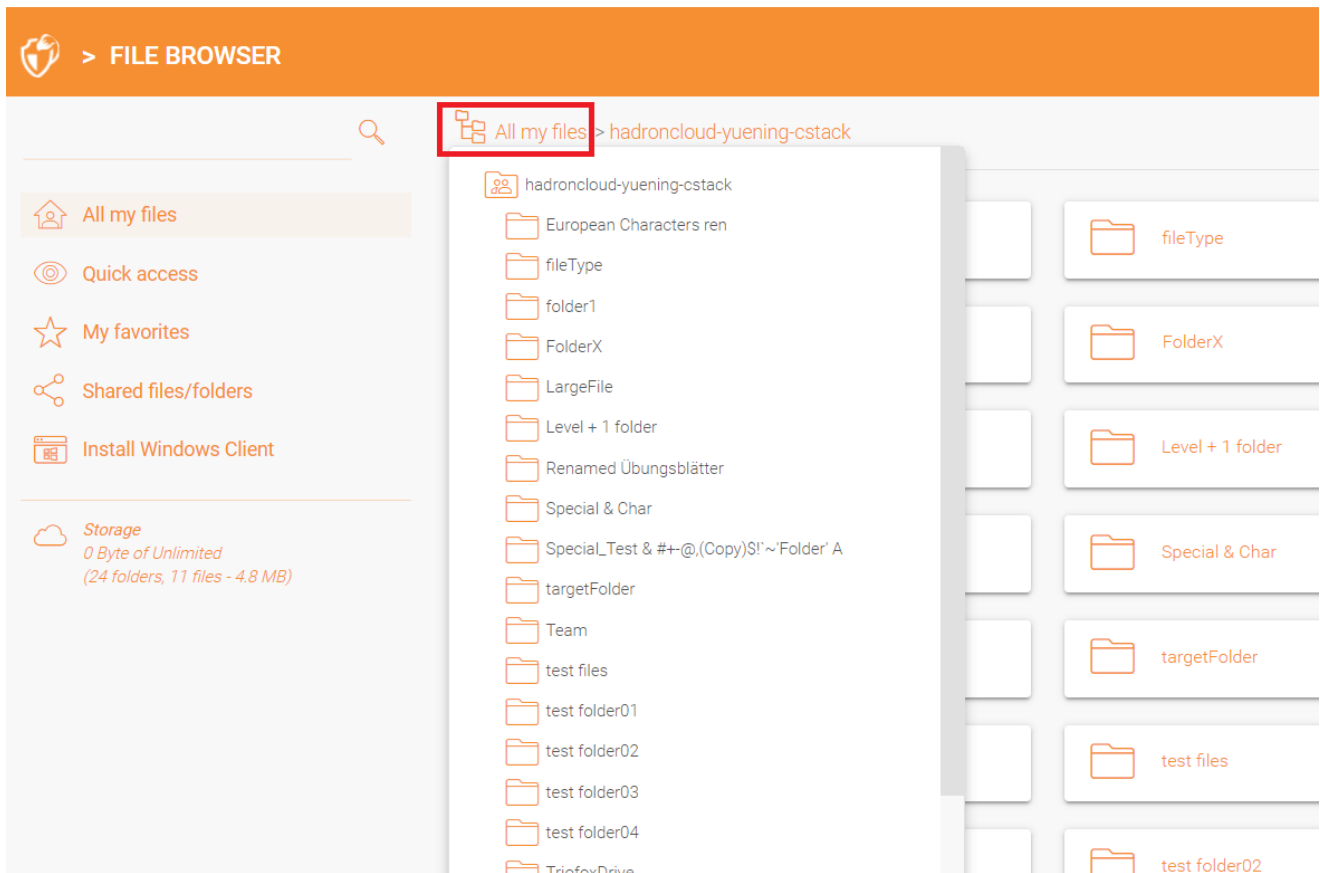 > FILE BROWSER
All my files > hadroncloud-yuening-cstack
All my files
Quick access
My favorites
Shared files/folders
Install Windows Client
Storage
0 Byte of Unlimited
(24 folders, 11 files - 4.8 MB)
hadroncloud-yuening-cstack
European Characters ren
fileType
folder1
FolderX
LargeFile
Level + 1 folder
Renamed Übungsblätter
Special & Char
Special_Test & #+-@,(Copy)$!`~'Folder' A
targetFolder
Team
test files
test folder01
test folder02
test folder03
test folder04
TriofoxDrive
fileType
FolderX
Level + 1 folder
Special & Char
targetFolder
test files
test folder02